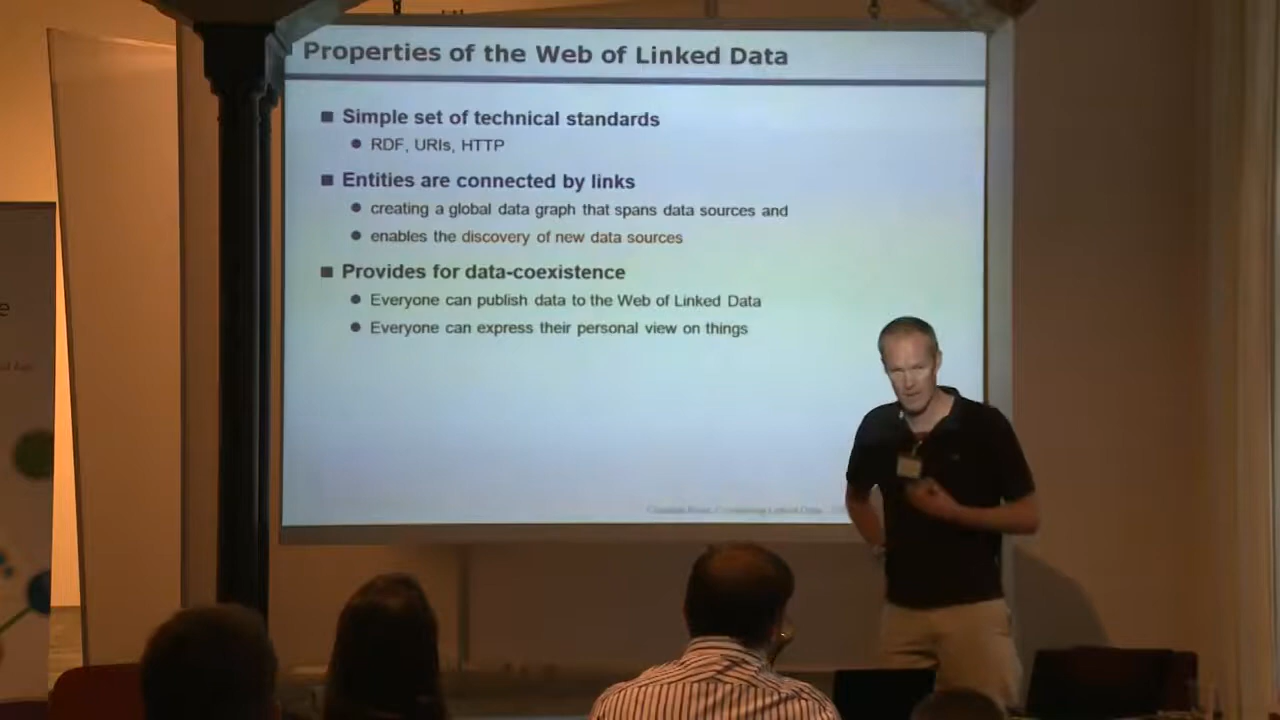 Properties of the Web of Linked Data
Simple set of technical standards
RDF, URIs, HTTP
Entities are connected by links
creating a global data graph that spans data sources and
enables the discovery of new data sources
Provides for data-coexistence
Everyone can publish data to the Web of Linked Data
Everyone can express their personal view on things
e